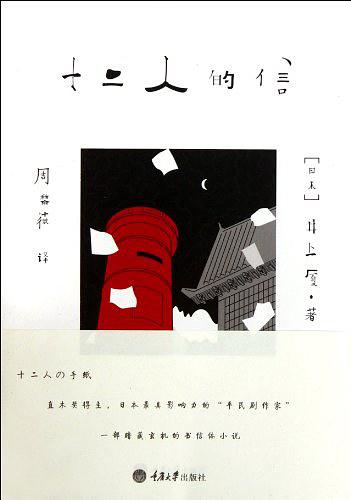 十二人的信
[日本] 井上厦·著
周黎薇 译
十二人の手紙
直木奖得主，日本最具影响力的“平民剧作家”
一部暗藏玄机的书信体小说
重庆大学出版社